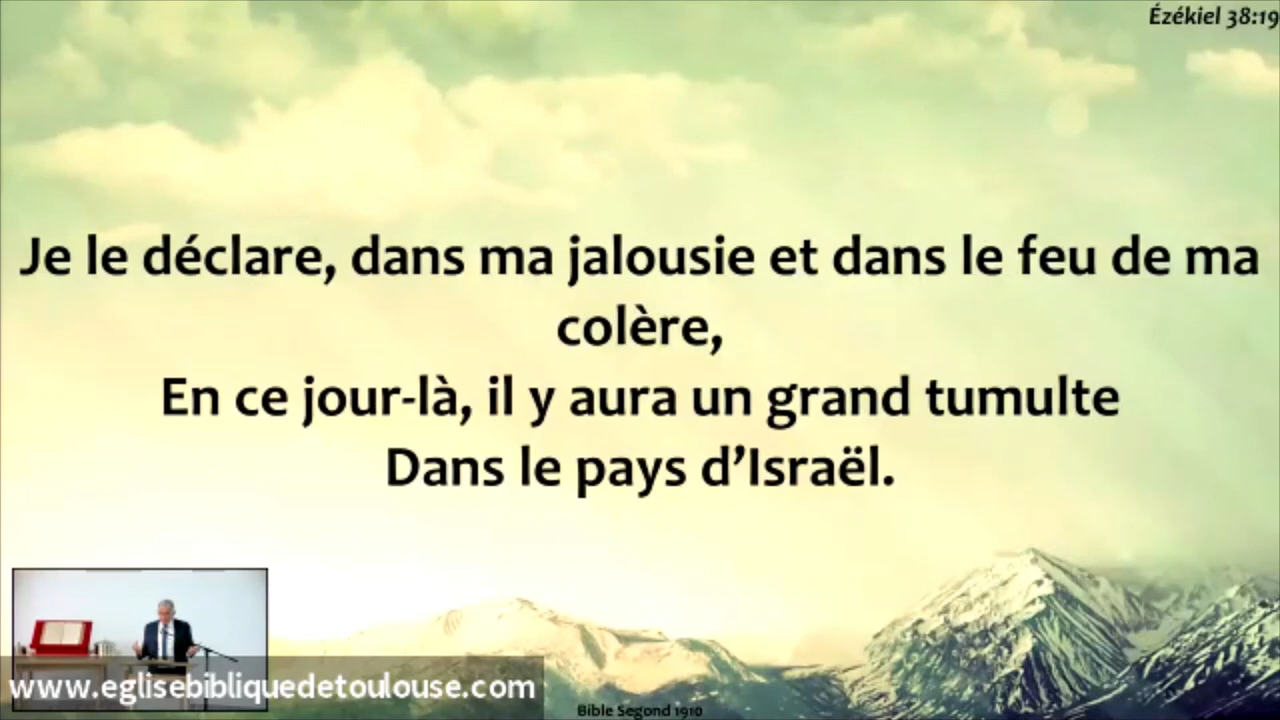 Ézékiel 38:19
Je le déclare, dans ma jalousie et dans le feu de ma
colère,
En ce jour-là, il y aura un grand tumulte
Dans le pays d’Israël.
www.eglisebibliquedetoulouse.com
Bible Segond 1910